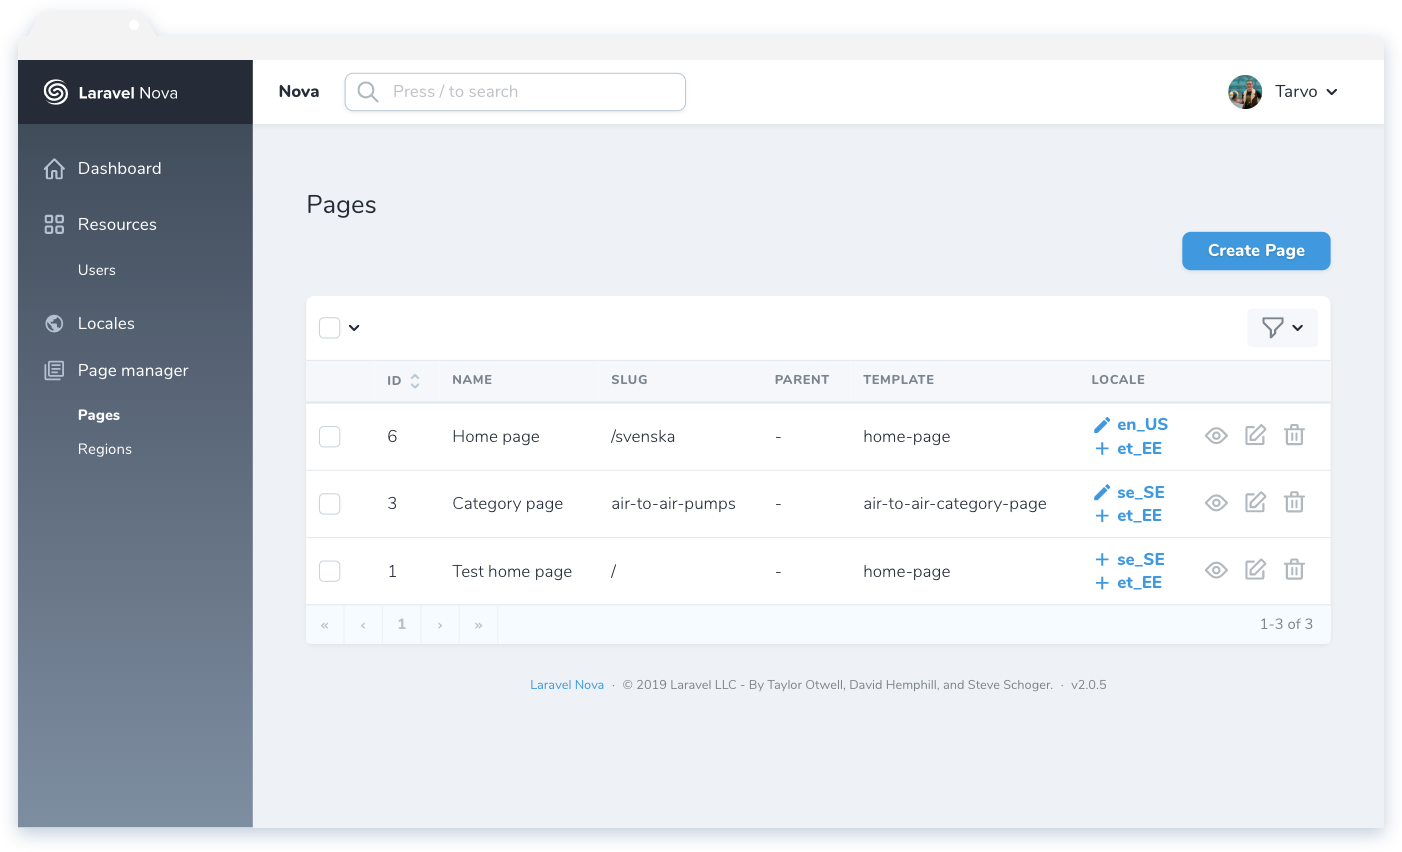 Laravel Nova
Nova
Press / to search
Tarvo
Dashboard
Resources
Users
Locales
Page manager
Pages
Regions
Pages
Create Page
ID NAME SLUG PARENT TEMPLATE LOCALE
6 Home page /svenska - home-page en_US
+ et_EE
3 Category page air-to-air-pumps - air-to-air-category-page se_SE
+ et_EE
1 Test home page / - home-page + se_SE
+ et_EE
« ‹ 1 › » 1-3 of 3
Laravel Nova · © 2019 Laravel LLC - By Taylor Otwell, David Hemphill, and Steve Schoger. · v2.0.5